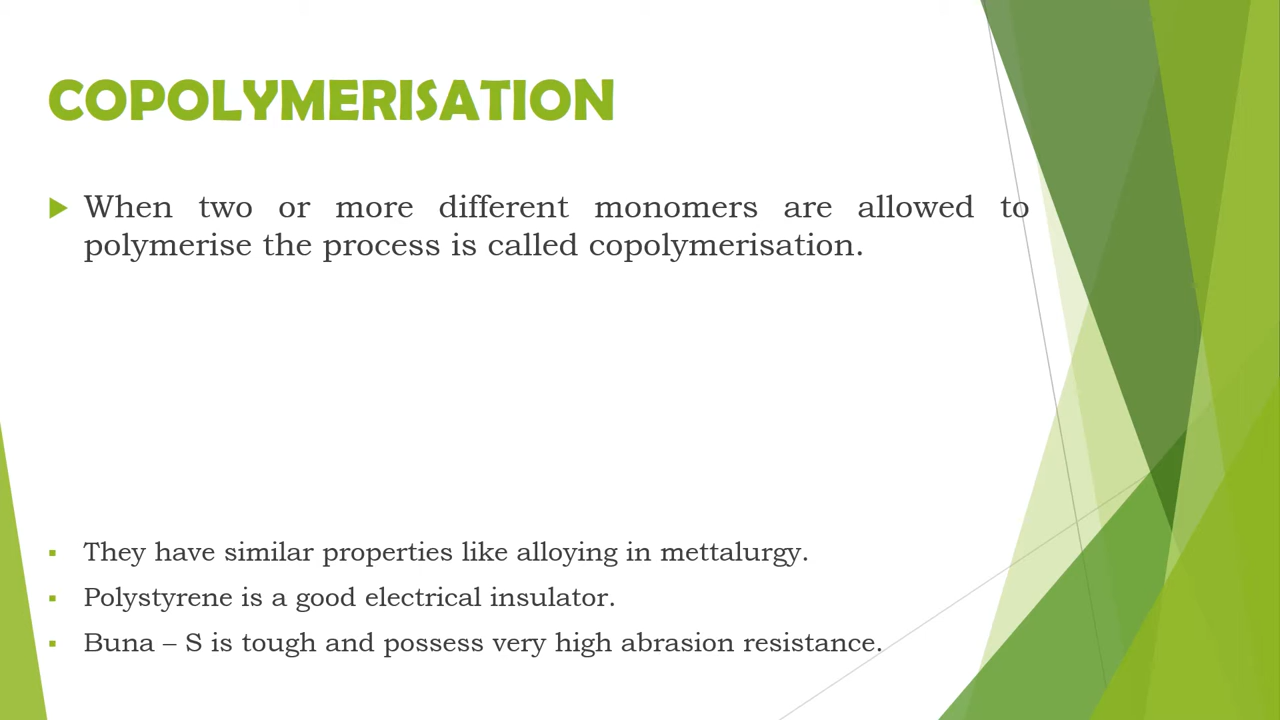 COPOLYMERISATION
When two or more different monomers are allowed to
polymerise the process is called copolymerisation.
They have similar properties like alloying in mettalurgy.
Polystyrene is a good electrical insulator.
Buna – S is tough and possess very high abrasion resistance.